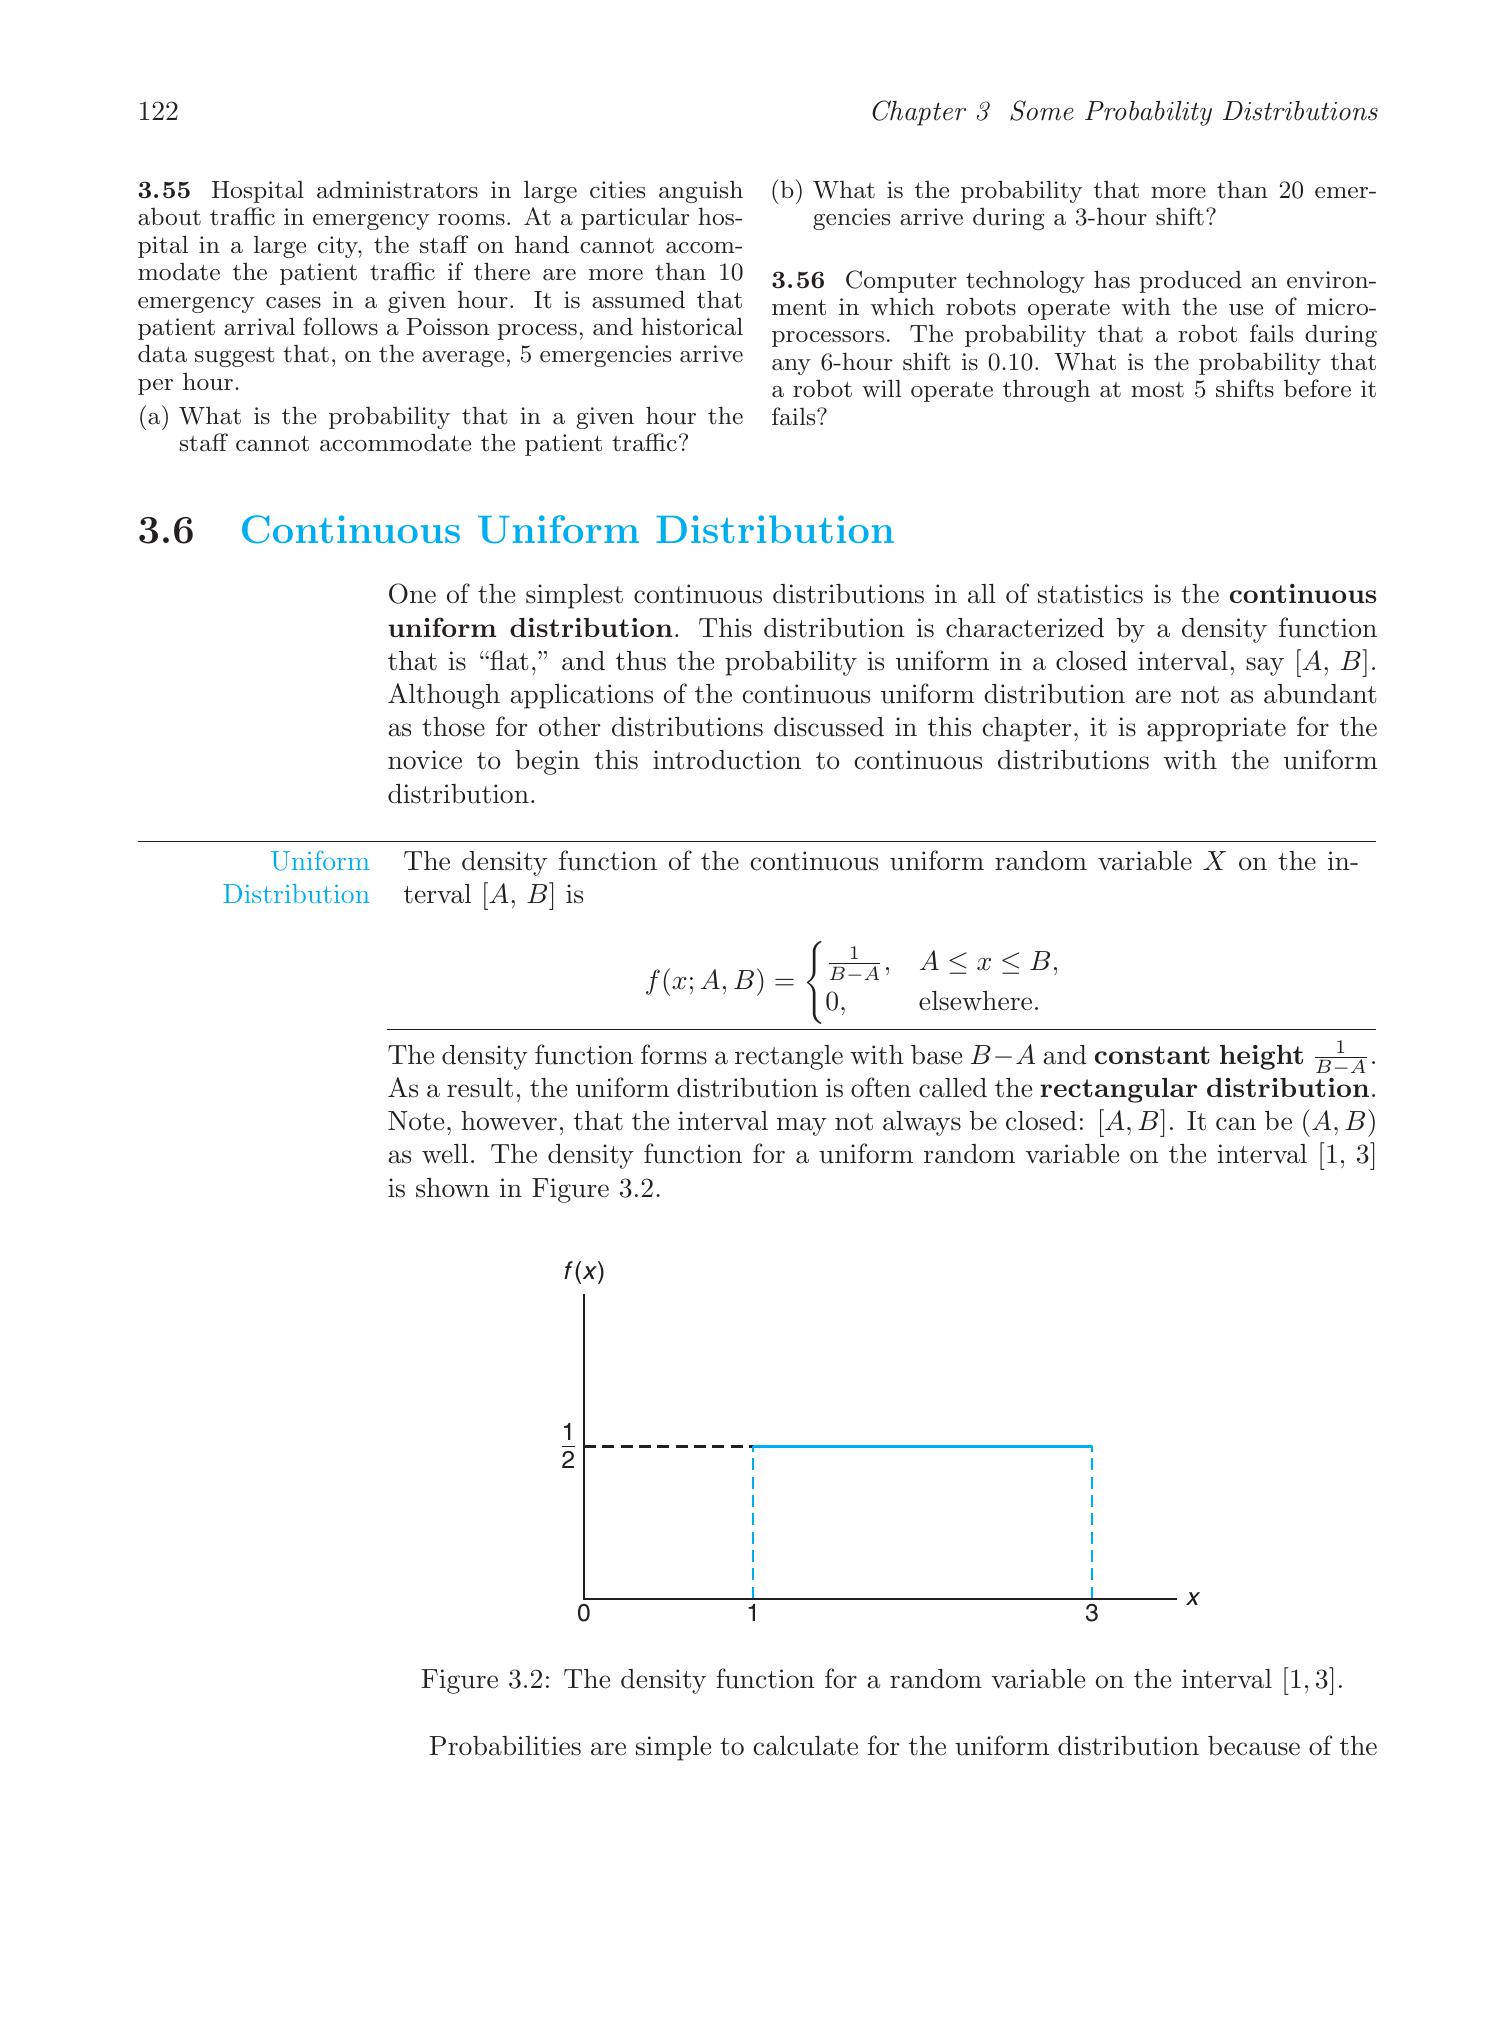 122
Chapter 3 Some Probability Distributions
3.55 Hospital administrators in large cities anguish
about traffic in emergency rooms. At a particular hos-
pital in a large city, the staff on hand cannot accom-
modate the patient traffic if there are more than 10
emergency cases in a given hour. It is assumed that
patient arrival follows a Poisson process, and historical
data suggest that, on the average, 5 emergencies arrive
per hour.
(a) What is the probability that in a given hour the
staff cannot accommodate the patient traffic?
(b) What is the probability that more than 20 emer-
gencies arrive during a 3-hour shift?
3.56 Computer technology has produced an environ-
ment in which robots operate with the use of micro-
processors. The probability that a robot fails during
any 6-hour shift is 0.10. What is the probability that
a robot will operate through at most 5 shifts before it
fails?
3.6 Continuous Uniform Distribution
One of the simplest continuous distributions in all of statistics is the continuous
uniform distribution. This distribution is characterized by a density function
that is “flat,” and thus the probability is uniform in a closed interval, say [A, B].
Although applications of the continuous uniform distribution are not as abundant
as those for other distributions discussed in this chapter, it is appropriate for the
novice to begin this introduction to continuous distributions with the uniform
distribution.
Uniform
Distribution
The density function of the continuous uniform random variable X on the in-
terval [A, B] is
f(x; A, B) = { 1/(B−A), A ≤ x ≤ B,
0, elsewhere.
The density function forms a rectangle with base B−A and constant height 1/(B−A).
As a result, the uniform distribution is often called the rectangular distribution.
Note, however, that the interval may not always be closed: [A, B]. It can be (A, B)
as well. The density function for a uniform random variable on the interval [1, 3]
is shown in Figure 3.2.
f(x)
1/2
0 1 3 x
Figure 3.2: The density function for a random variable on the interval [1, 3].
Probabilities are simple to calculate for the uniform distribution because of the